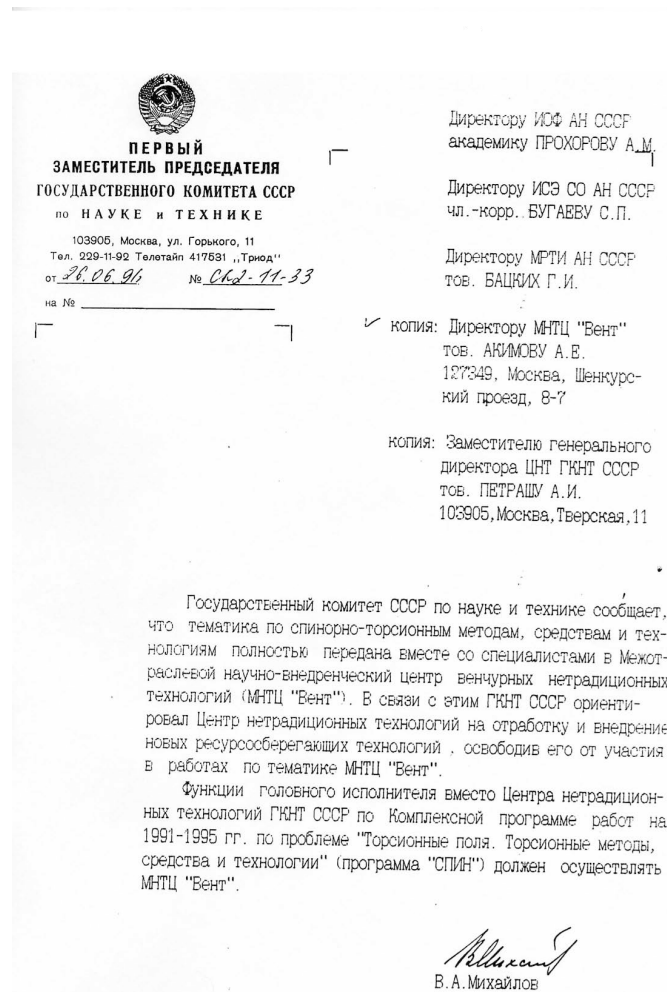 ПЕРВЫЙ
ЗАМЕСТИТЕЛЬ ПРЕДСЕДАТЕЛЯ
ГОСУДАРСТВЕННОГО КОМИТЕТА СССР
ПО НАУКЕ И ТЕХНИКЕ
103905, Москва, ул. Горького, 11
Тел. 229-11-92 Телетайп 417531 ,,Триод''
от 26.06.91 № СК2-11-33
на №
Директору ИОФ АН СССР
академику ПРОХОРОВУ А.М.
Директору ИСЭ СО АН СССР
чл.-корр. БУГАЕВУ С.П.
Директору МРТИ АН СССР
тов. БАЦКИХ Г.И.
копия: Директору МНТЦ "Вент"
тов. АКИМОВУ А.Е.
127349, Москва, Шенкурс-
кий проезд, 8-7
копия: Заместителю генерального
директора ЦНТ ГКНТ СССР
тов. ПЕТРАШУ А.И.
103905,Москва,Тверская,11
Государственный комитет СССР по науке и технике сообщает,
что тематика по спинорно-торсионным методам, средствам и тех-
нологиям полностью передана вместе со специалистами в Межот-
раслевой научно-внедренческий центр венчурных нетрадиционных
технологий (МНТЦ "Вент"). В связи с этим ГКНТ СССР ориенти-
ровал Центр нетрадиционных технологий на отработку и внедрение
новых ресурсосберегающих технологий , освободив его от участия
в работах по тематике МНТЦ "Вент".
Функции головного исполнителя вместо Центра нетрадицион-
ных технологий ГКНТ СССР по Комплексной программе работ на
1991-1995 гг. по проблеме "Торсионные поля. Торсионные методы,
средства и технологии" (программа "СПИН") должен осуществлять
МНТЦ "Вент".
В.А.Михайлов